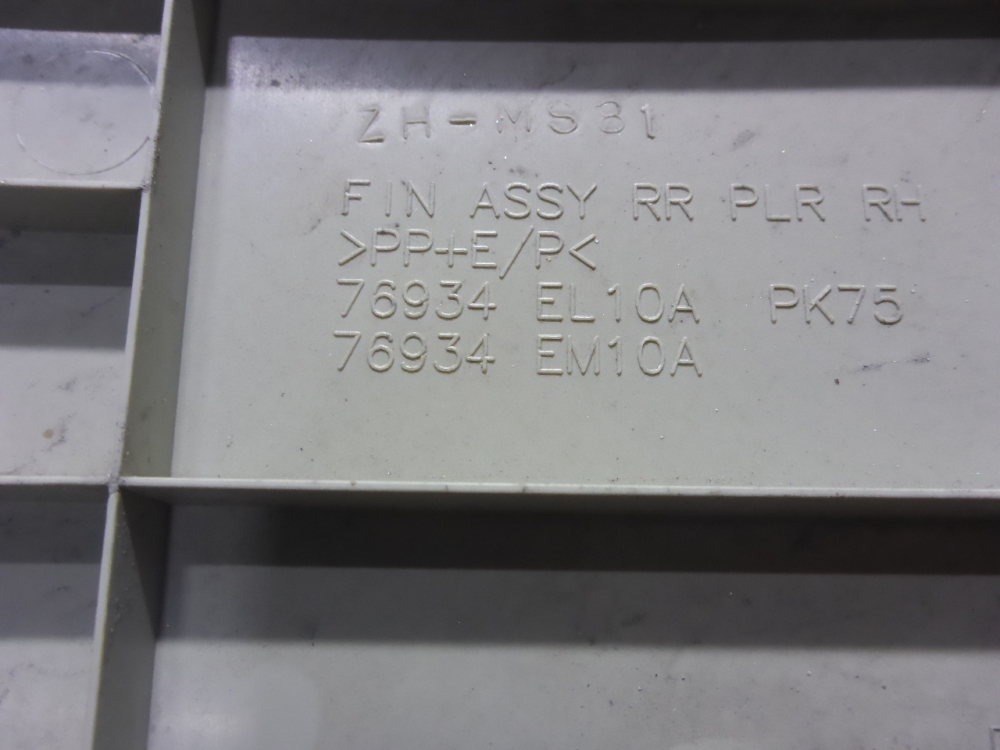 ZH-MS31
FIN ASSY RR PLR RH
>PP+E/P<
76934 EL10A PK75
76934 EM10A